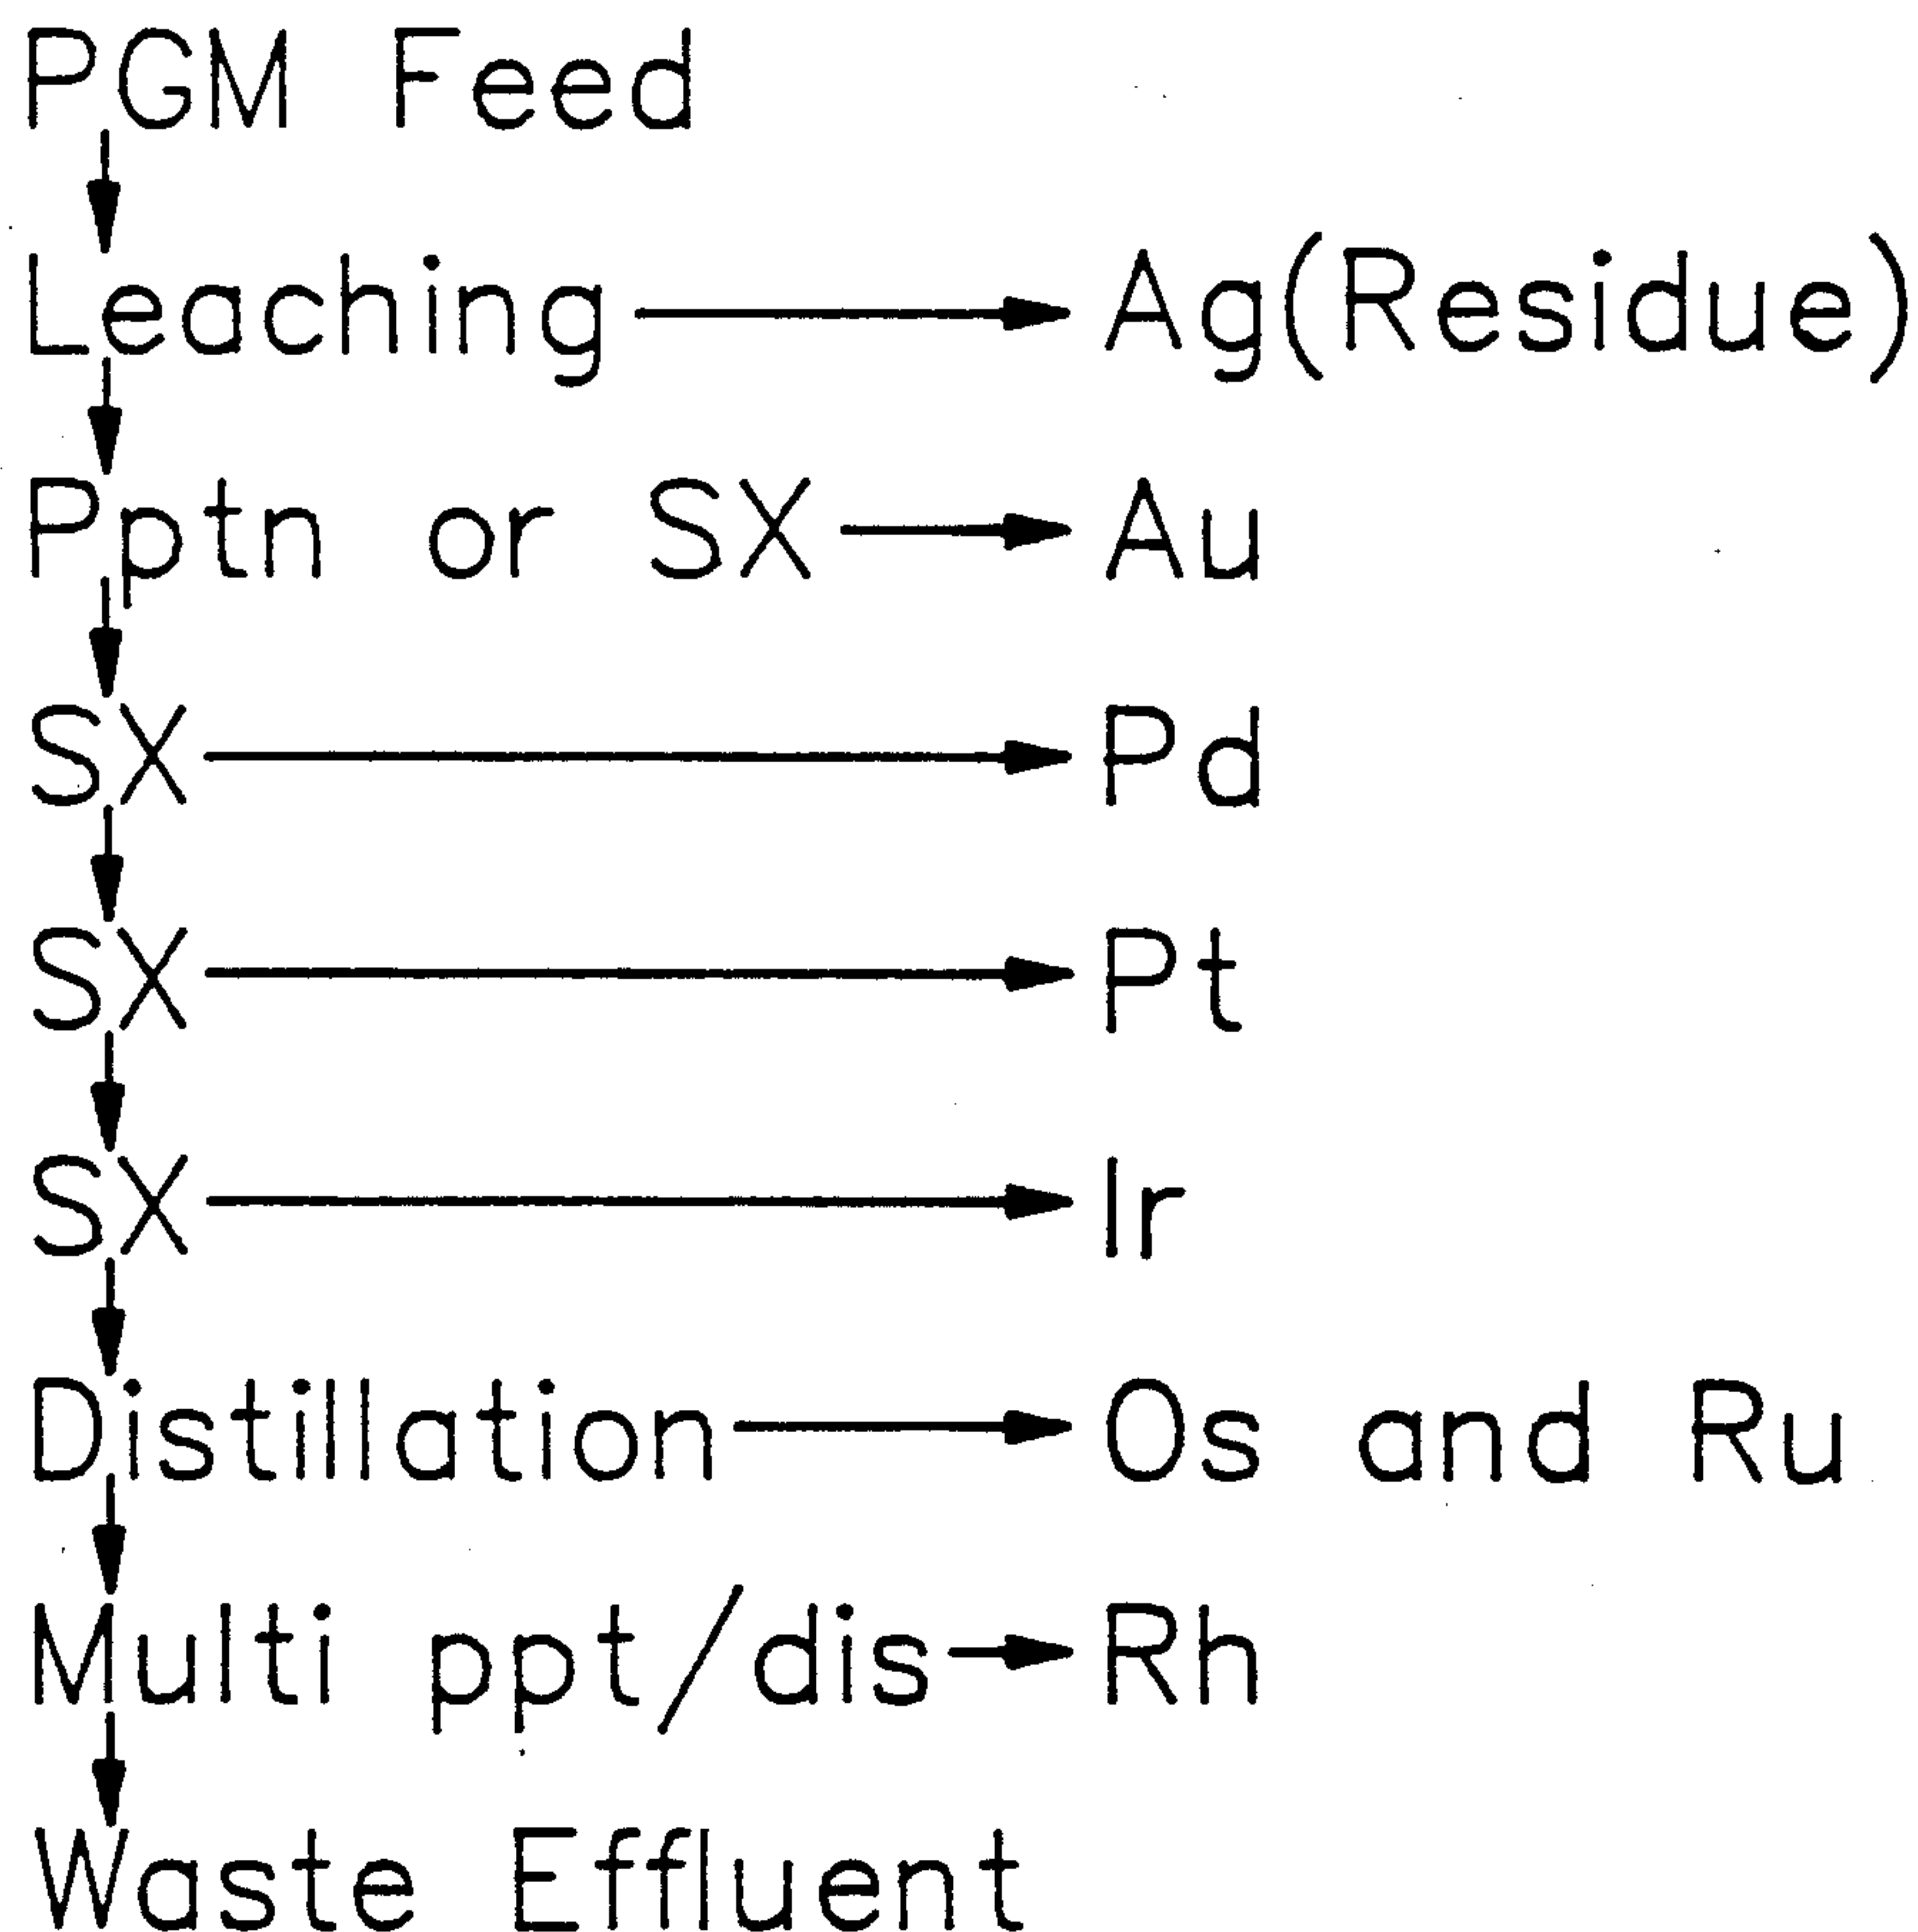 PGM Feed
Leaching Ag(Residue)
Pptn or SX Au
SX Pd
SX Pt
SX Ir
Distillation Os and Ru
Multi ppt/dis Rh
Waste Effluent